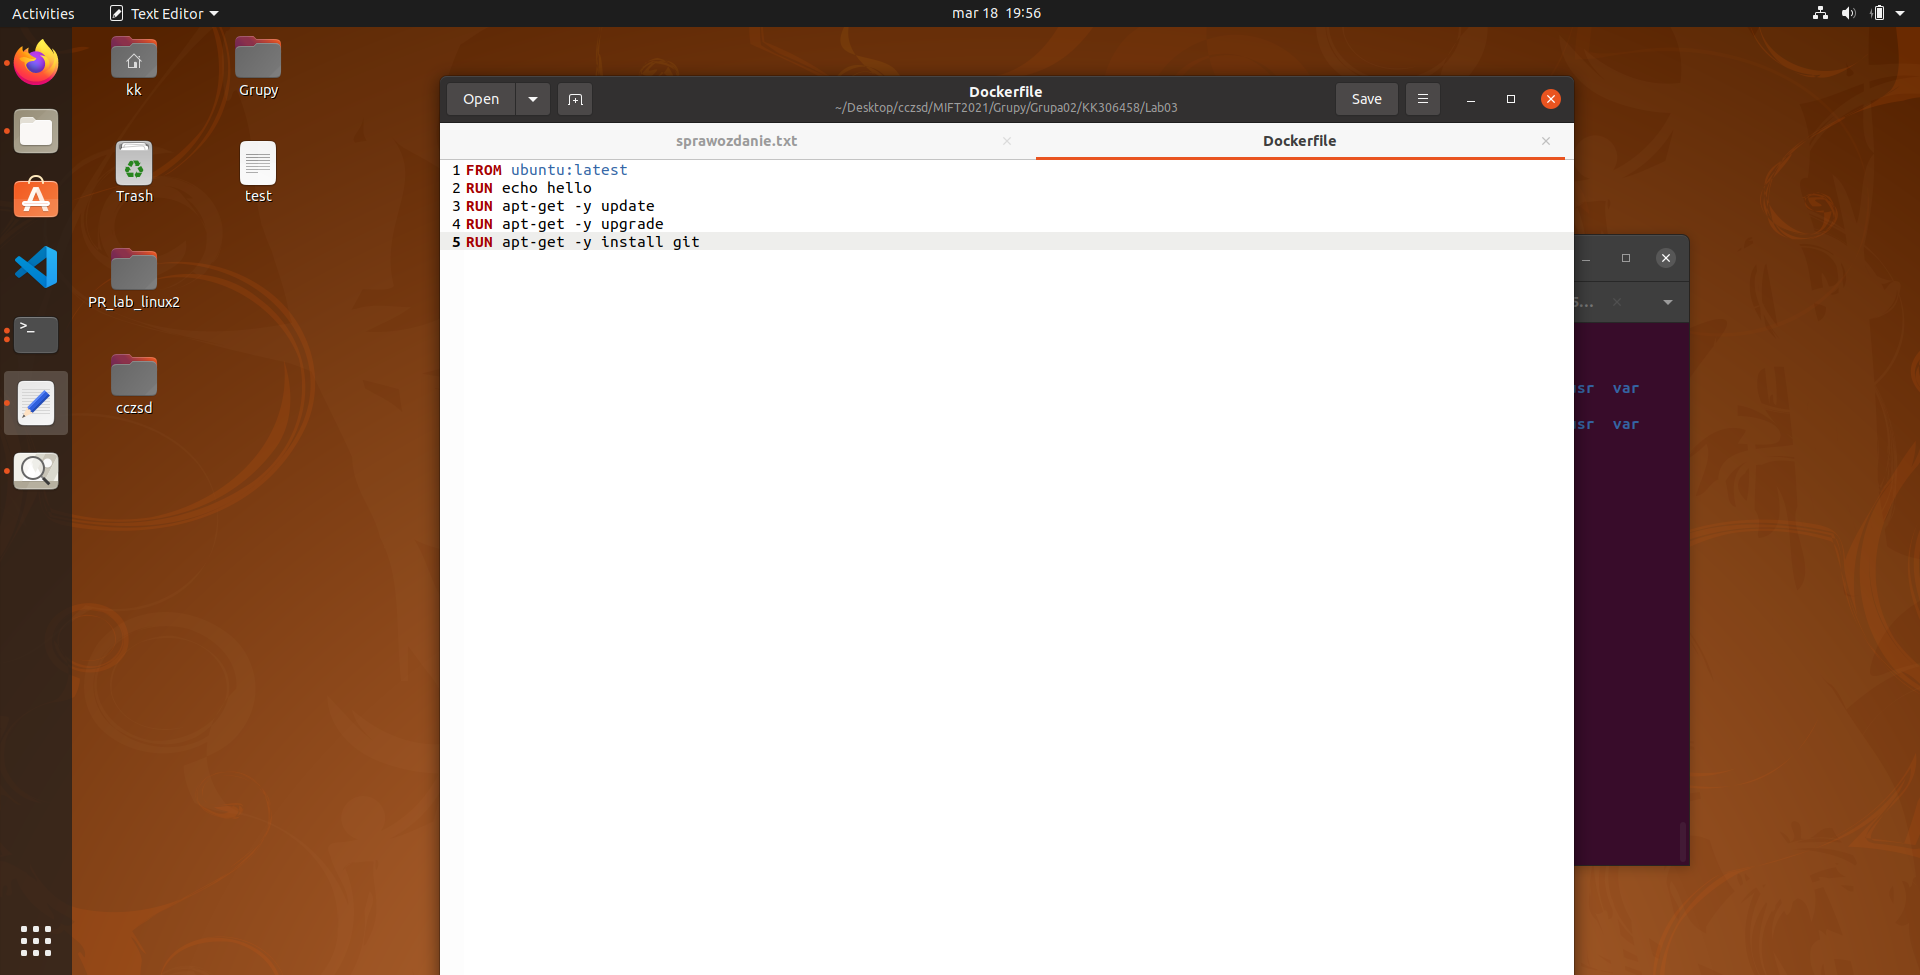 Activities
Text Editor
mar 18 19:56
kk
Grupy
Trash
test
PR_lab_linux2
cczsd
Open
Dockerfile
~/Desktop/cczsd/MIFT2021/Grupy/Grupa02/KK306458/Lab03
Save
sprawozdanie.txt
Dockerfile
1 FROM ubuntu:latest
2 RUN echo hello
3 RUN apt-get -y update
4 RUN apt-get -y upgrade
5 RUN apt-get -y install git
var
var